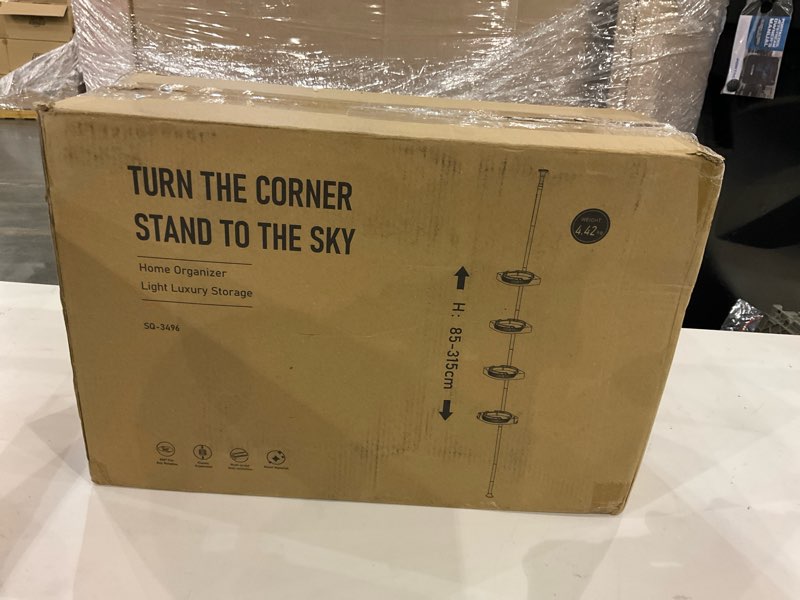 TURN THE CORNER
STAND TO THE SKY
Home Organizer
Light Luxury Storage
SQ-3496
H: 85-315cm
WEIGHT
4.42